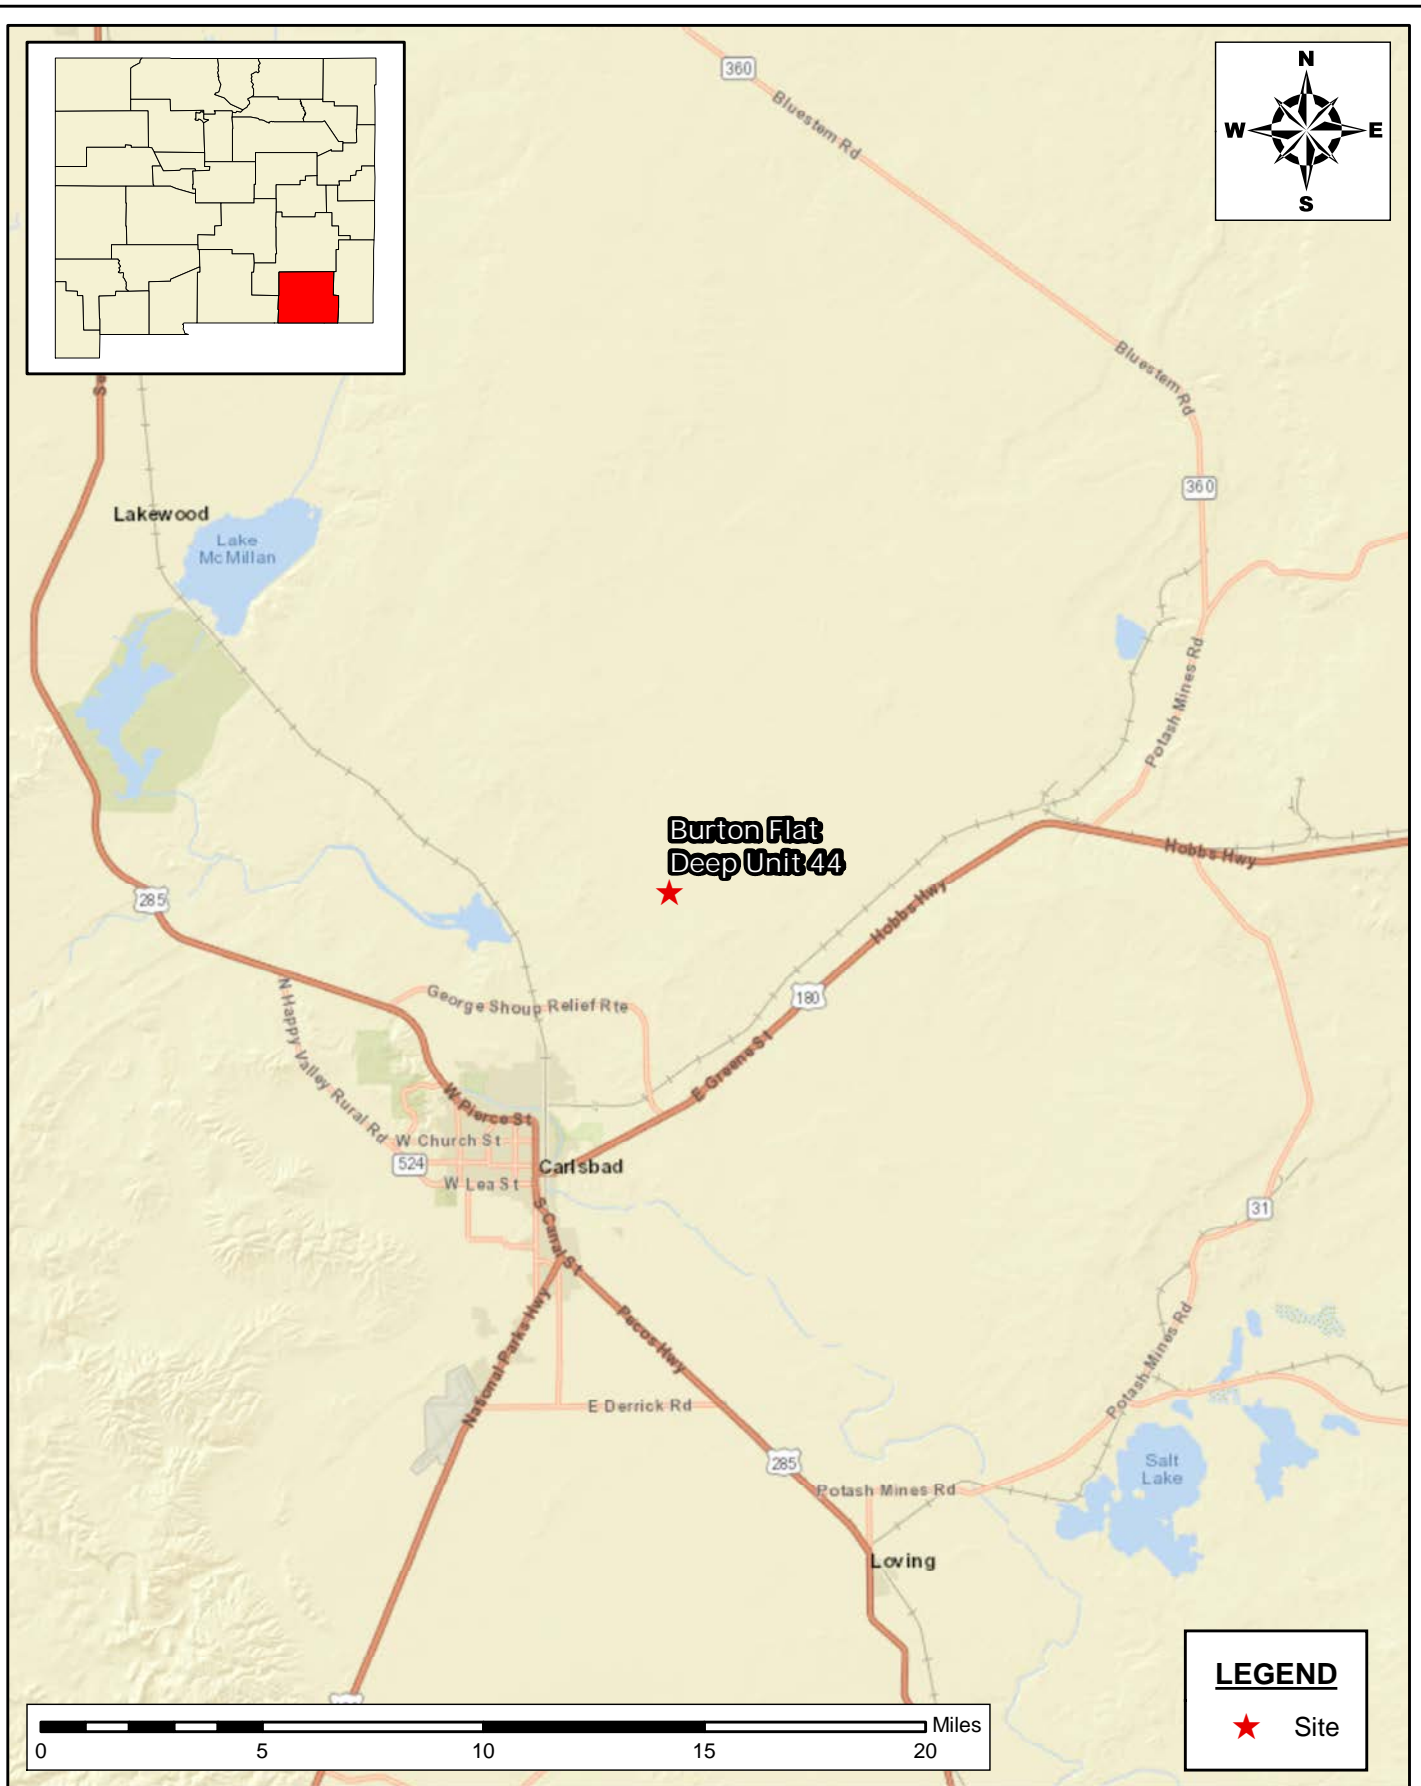 360
Bluestem Rd
N
W
E
S
Bluestem Rd
360
Lakewood
Lake
McMillan
Potash Mines Rd
Burton Flat
Deep Unit 44
Hobbs Hwy
Hobbs Hwy
285
180
George Shoup Relief Rte
N Happy Valley Rural Rd
E Greene St
W Pierce St
W Church St
524
Carlsbad
W Lea St
S Canal St
31
National Parks Hwy
Pecos Hwy
Potash Mines Rd
E Derrick Rd
285
Salt
Lake
Potash Mines Rd
Loving
LEGEND
Site
Miles
0 5 10 15 20